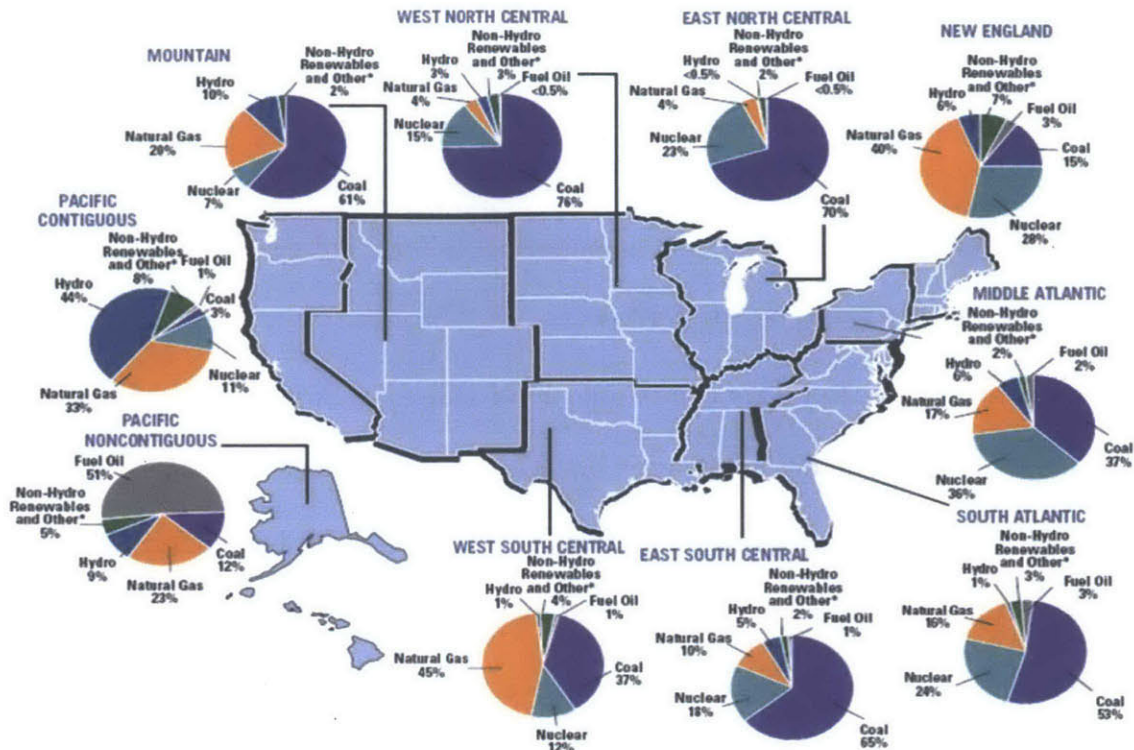 WEST NORTH CENTRAL
Non-Hydro
Renewables
and Other*
3%
Hydro
3%
Fuel Oil
<0.5%
Natural Gas
4%
Nuclear
15%
Coal
76%
EAST NORTH CENTRAL
Non-Hydro
Renewables
and Other*
2%
Hydro
<0.5%
Fuel Oil
<0.5%
Natural Gas
4%
Nuclear
23%
Coal
70%
NEW ENGLAND
Non-Hydro
Renewables
and Other*
7%
Hydro
6%
Fuel Oil
3%
Natural Gas
40%
Coal
15%
Nuclear
28%
MOUNTAIN
Non-Hydro
Renewables
and Other*
2%
Hydro
10%
Natural Gas
20%
Nuclear
7%
Coal
61%
PACIFIC
CONTIGUOUS
Non-Hydro
Renewables
and Other*
8%
Fuel Oil
1%
Hydro
44%
Coal
3%
Nuclear
11%
Natural Gas
33%
MIDDLE ATLANTIC
Non-Hydro
Renewables
and Other*
2%
Fuel Oil
2%
Hydro
6%
Natural Gas
17%
Coal
37%
Nuclear
36%
PACIFIC
NONCONTIGUOUS
Fuel Oil
51%
Non-Hydro
Renewables
and Other*
5%
Hydro
9%
Natural Gas
23%
Coal
12%
WEST SOUTH CENTRAL
Non-Hydro
Renewables
and Other*
4%
Hydro
1%
Fuel Oil
1%
Natural Gas
45%
Coal
37%
Nuclear
12%
EAST SOUTH CENTRAL
Non-Hydro
Renewables
and Other*
2%
Hydro
5%
Fuel Oil
1%
Natural Gas
10%
Nuclear
18%
Coal
65%
SOUTH ATLANTIC
Non-Hydro
Renewables
and Other*
3%
Hydro
1%
Fuel Oil
3%
Natural Gas
16%
Nuclear
24%
Coal
53%